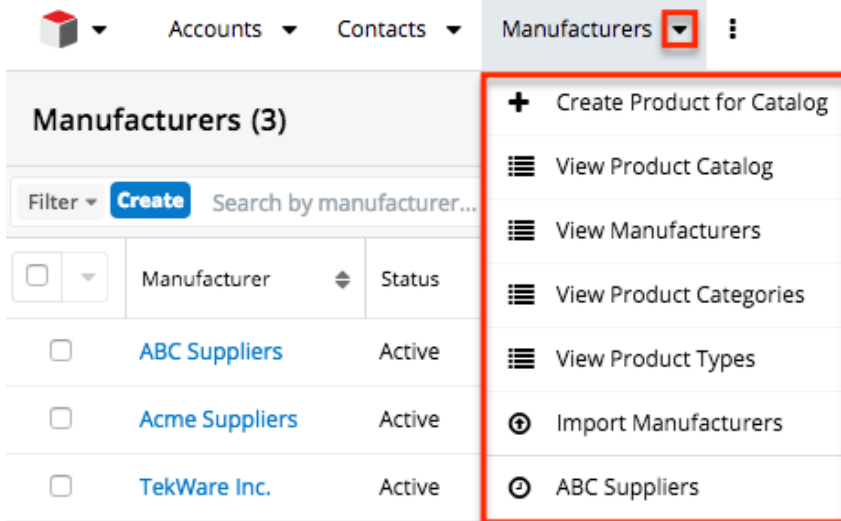 Accounts Contacts Manufacturers
Manufacturers (3)
Create Product for Catalog
View Product Catalog
Filter Create Search by manufacturer...
View Manufacturers
Manufacturer Status
View Product Categories
ABC Suppliers Active
View Product Types
Acme Suppliers Active
Import Manufacturers
TekWare Inc. Active
ABC Suppliers